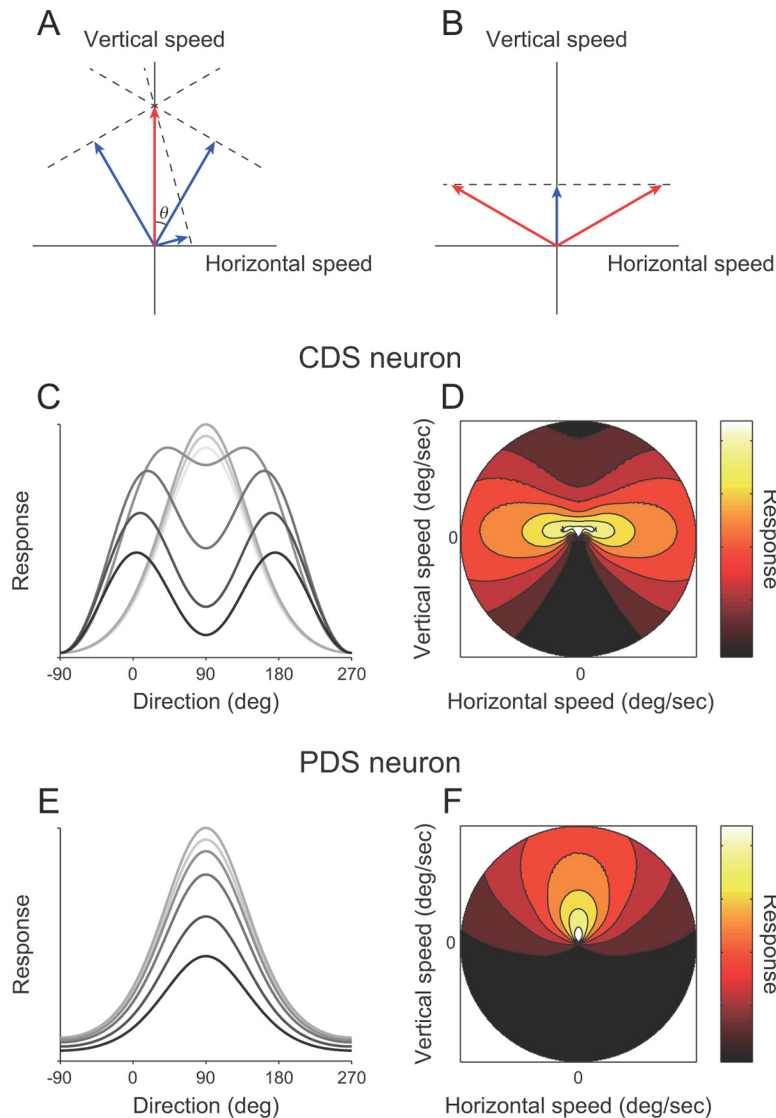 A
B
Vertical speed
Vertical speed
θ
Horizontal speed
Horizontal speed
CDS neuron
C
D
Response
-90
0
90
180
270
Direction (deg)
Vertical speed (deg/sec)
0
0
Horizontal speed (deg/sec)
Response
PDS neuron
E
F
Response
-90
0
90
180
270
Direction (deg)
Vertical speed (deg/sec)
0
0
Horizontal speed (deg/sec)
Response